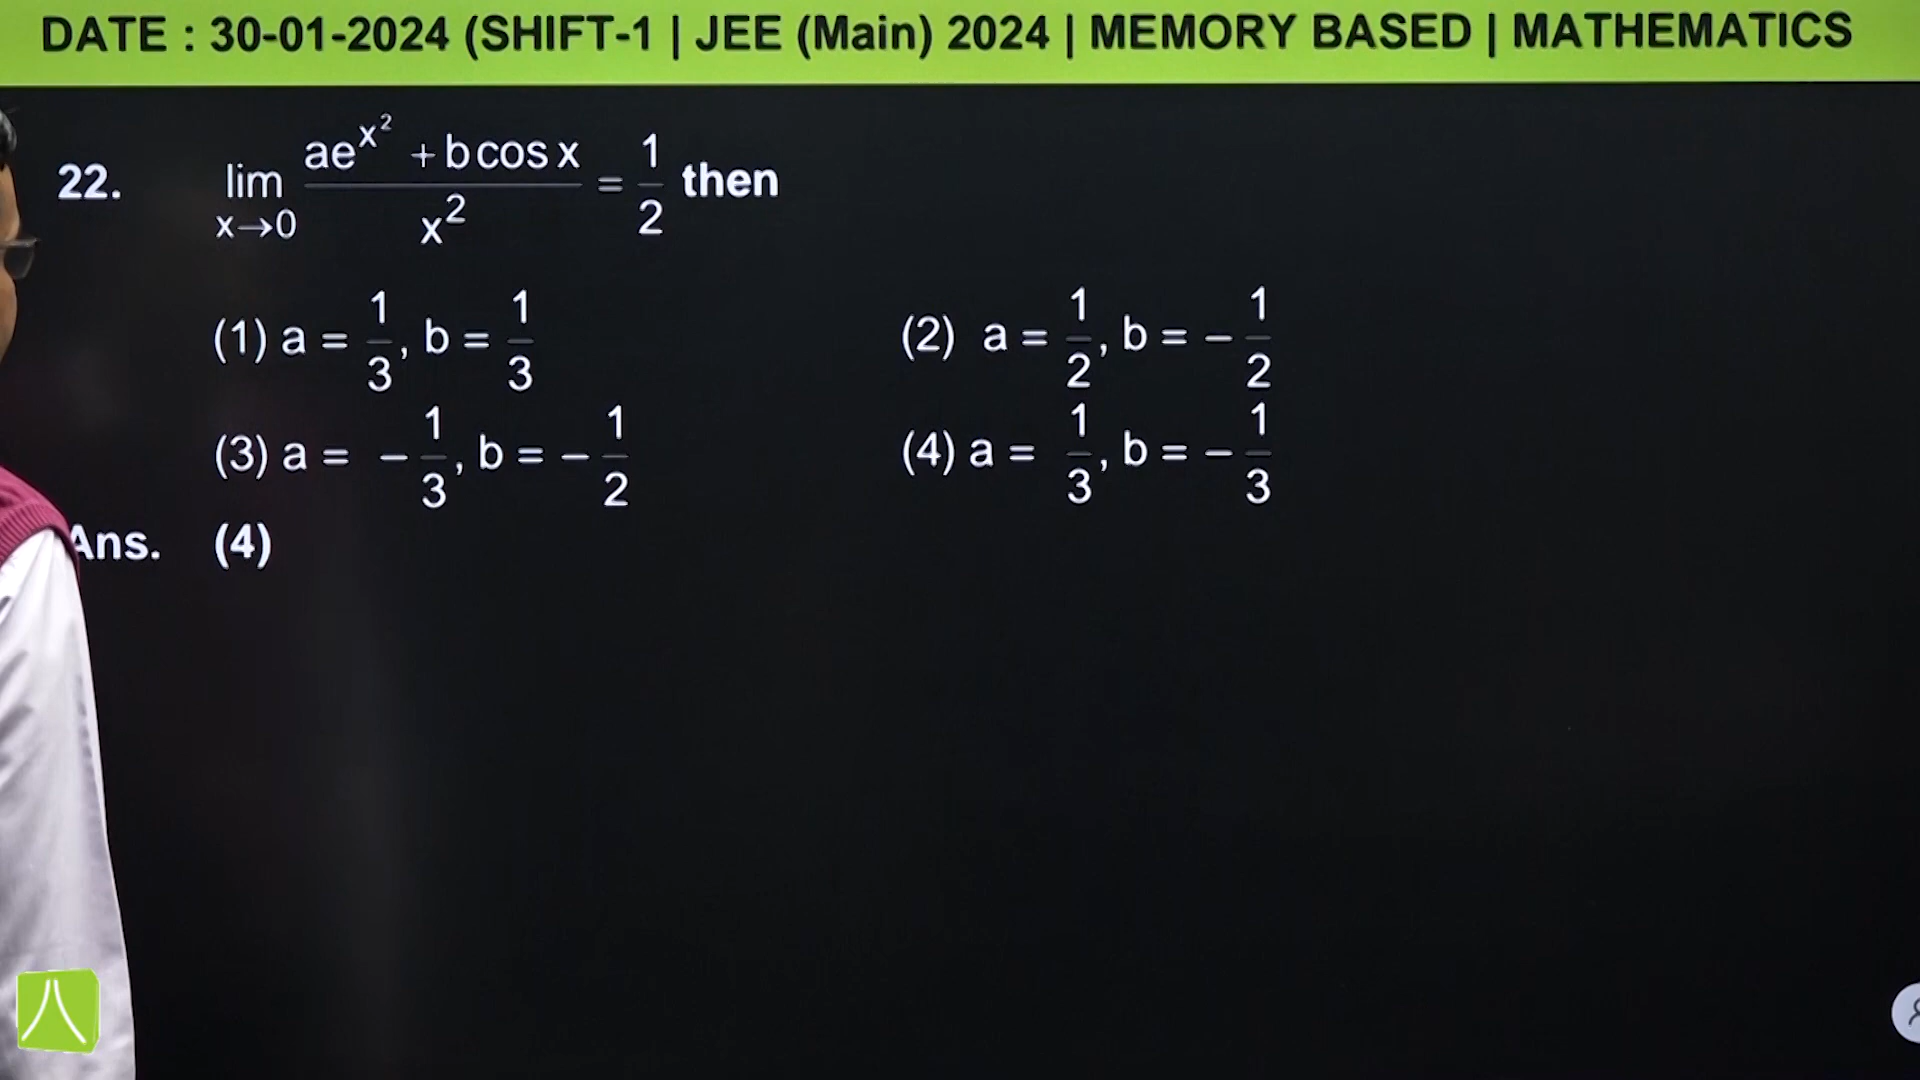 DATE : 30-01-2024 (SHIFT-1 | JEE (Main) 2024 | MEMORY BASED | MATHEMATICS
22. lim x→0 (ae^x² + b cos x)/x² = 1/2 then
(1) a = 1/3, b = 1/3 (2) a = 1/2, b = −1/2
(3) a = −1/3, b = −1/2 (4) a = 1/3, b = −1/3
Ans. (4)